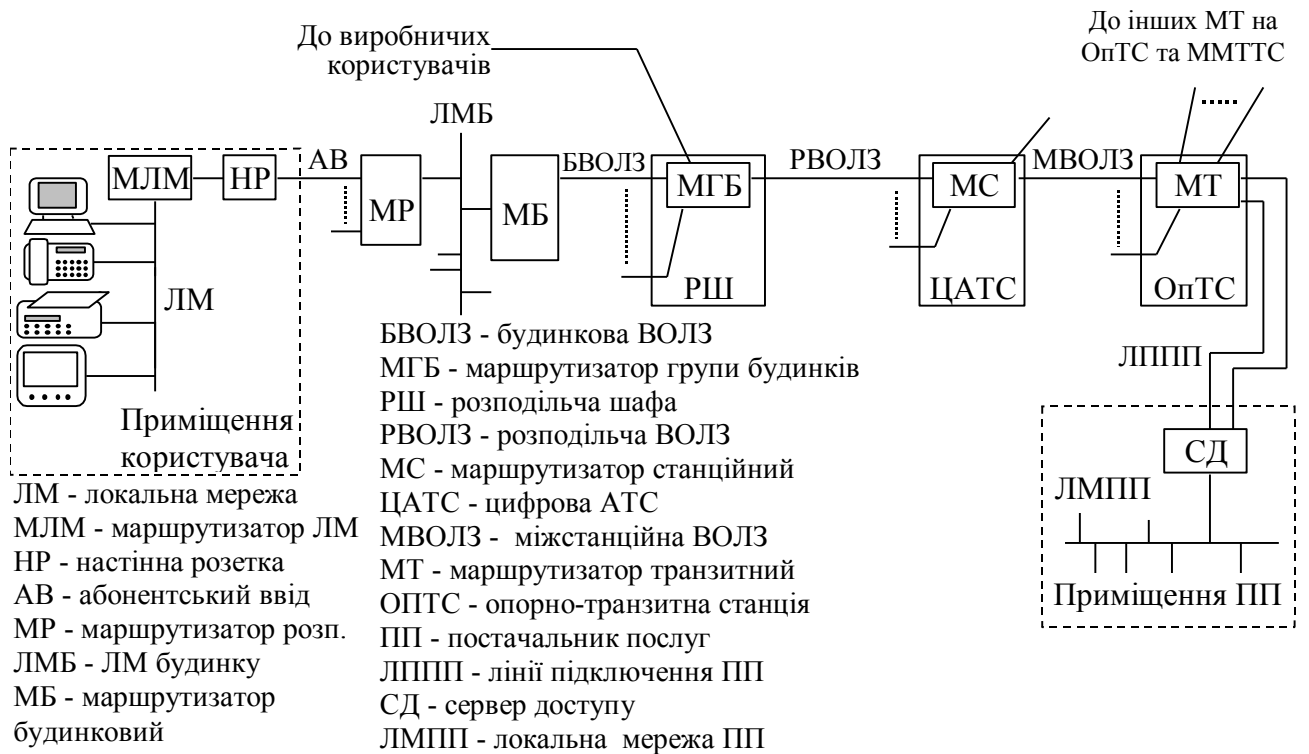 До виробничих
користувачів
До інших МТ на
ОпТС та ММТТС
ЛМБ
МЛМ
НР
АВ
МР
МБ
БВОЛЗ
МГБ
РШ
РВОЛЗ
МС
ЦАТС
МВОЛЗ
МТ
ОпТС
ЛМ
Приміщення
користувача
ЛППП
СД
ЛМПП
Приміщення ПП
ЛМ - локальна мережа
МЛМ - маршрутизатор ЛМ
НР - настінна розетка
АВ - абонентський ввід
МР - маршрутизатор розп.
ЛМБ - ЛМ будинку
МБ - маршрутизатор
будинковий
БВОЛЗ - будинкова ВОЛЗ
МГБ - маршрутизатор групи будинків
РШ - розподільча шафа
РВОЛЗ - розподільча ВОЛЗ
МС - маршрутизатор станційний
ЦАТС - цифрова АТС
МВОЛЗ - міжстанційна ВОЛЗ
МТ - маршрутизатор транзитний
ОПТС - опорно-транзитна станція
ПП - постачальник послуг
ЛППП - лінії підключення ПП
СД - сервер доступу
ЛМПП - локальна мережа ПП